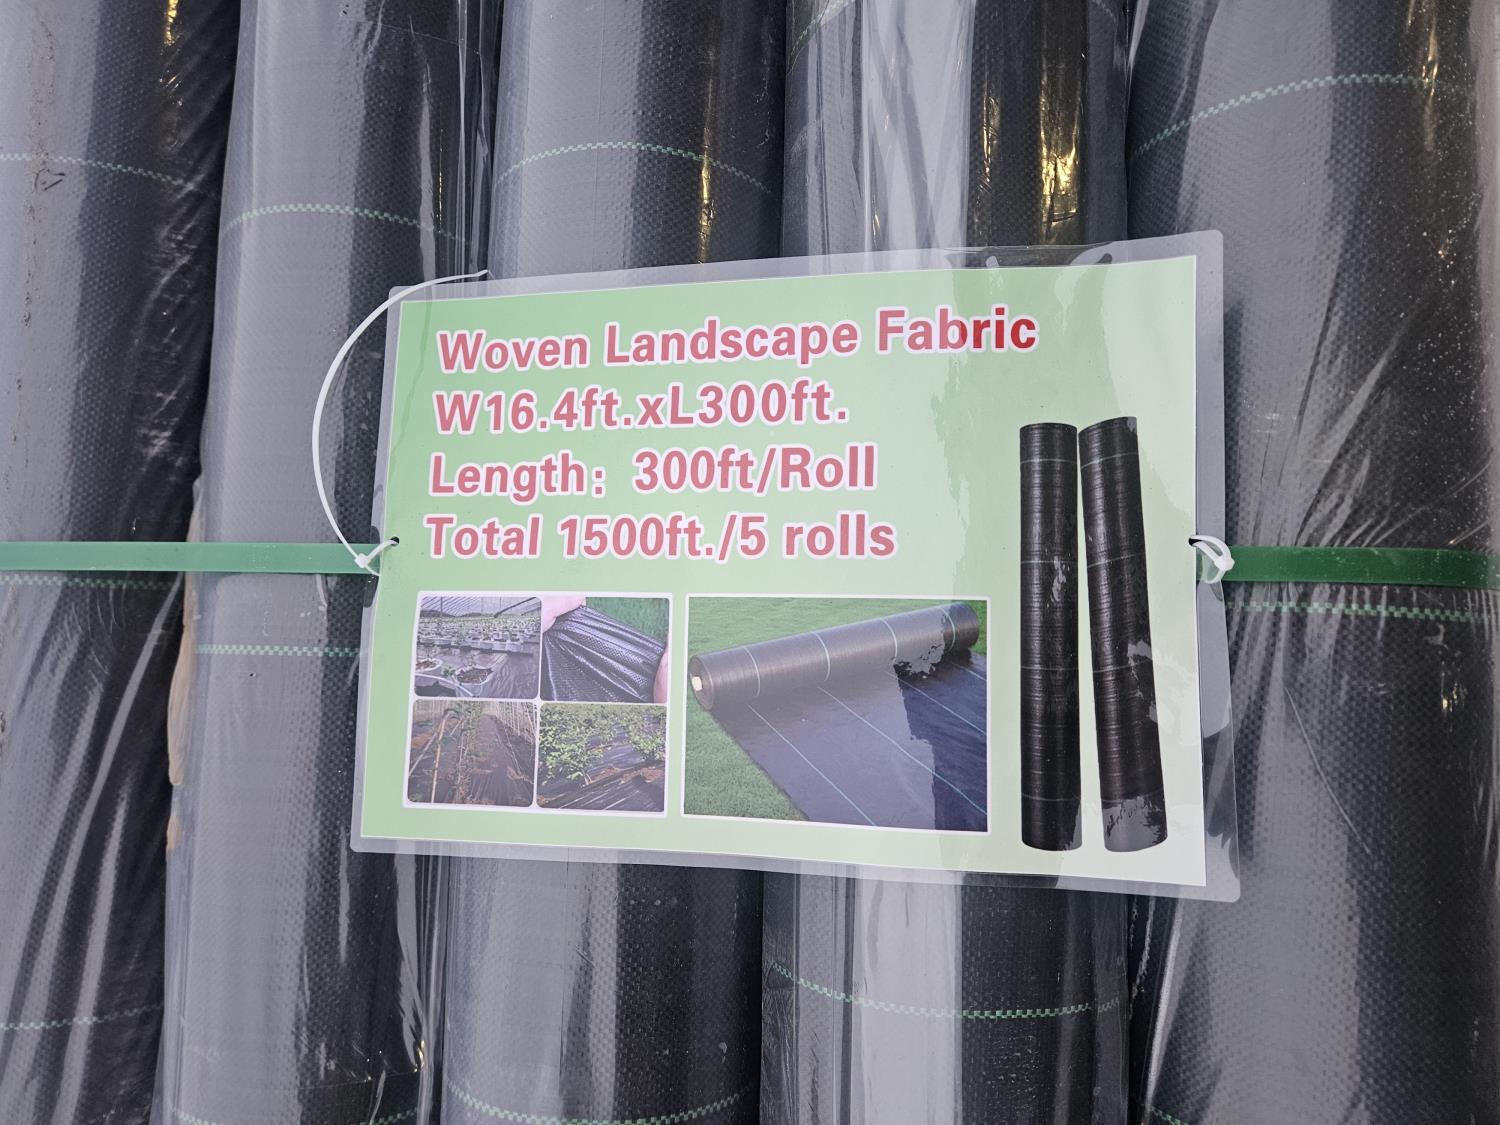 Woven Landscape Fabric
W16.4ft.xL300ft.
Length：300ft/Roll
Total 1500ft./5 rolls